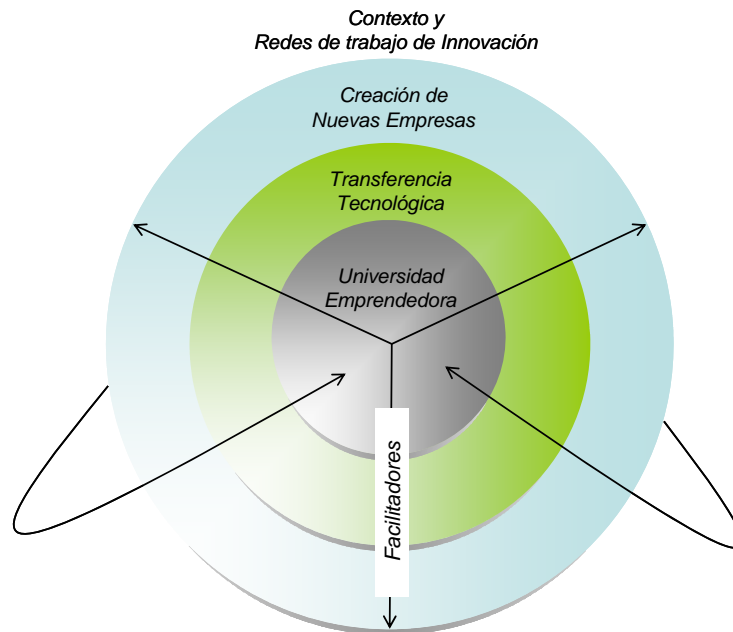 Contexto y
Redes de trabajo de Innovación
Creación de
Nuevas Empresas
Transferencia
Tecnológica
Universidad
Emprendedora
Facilitadores